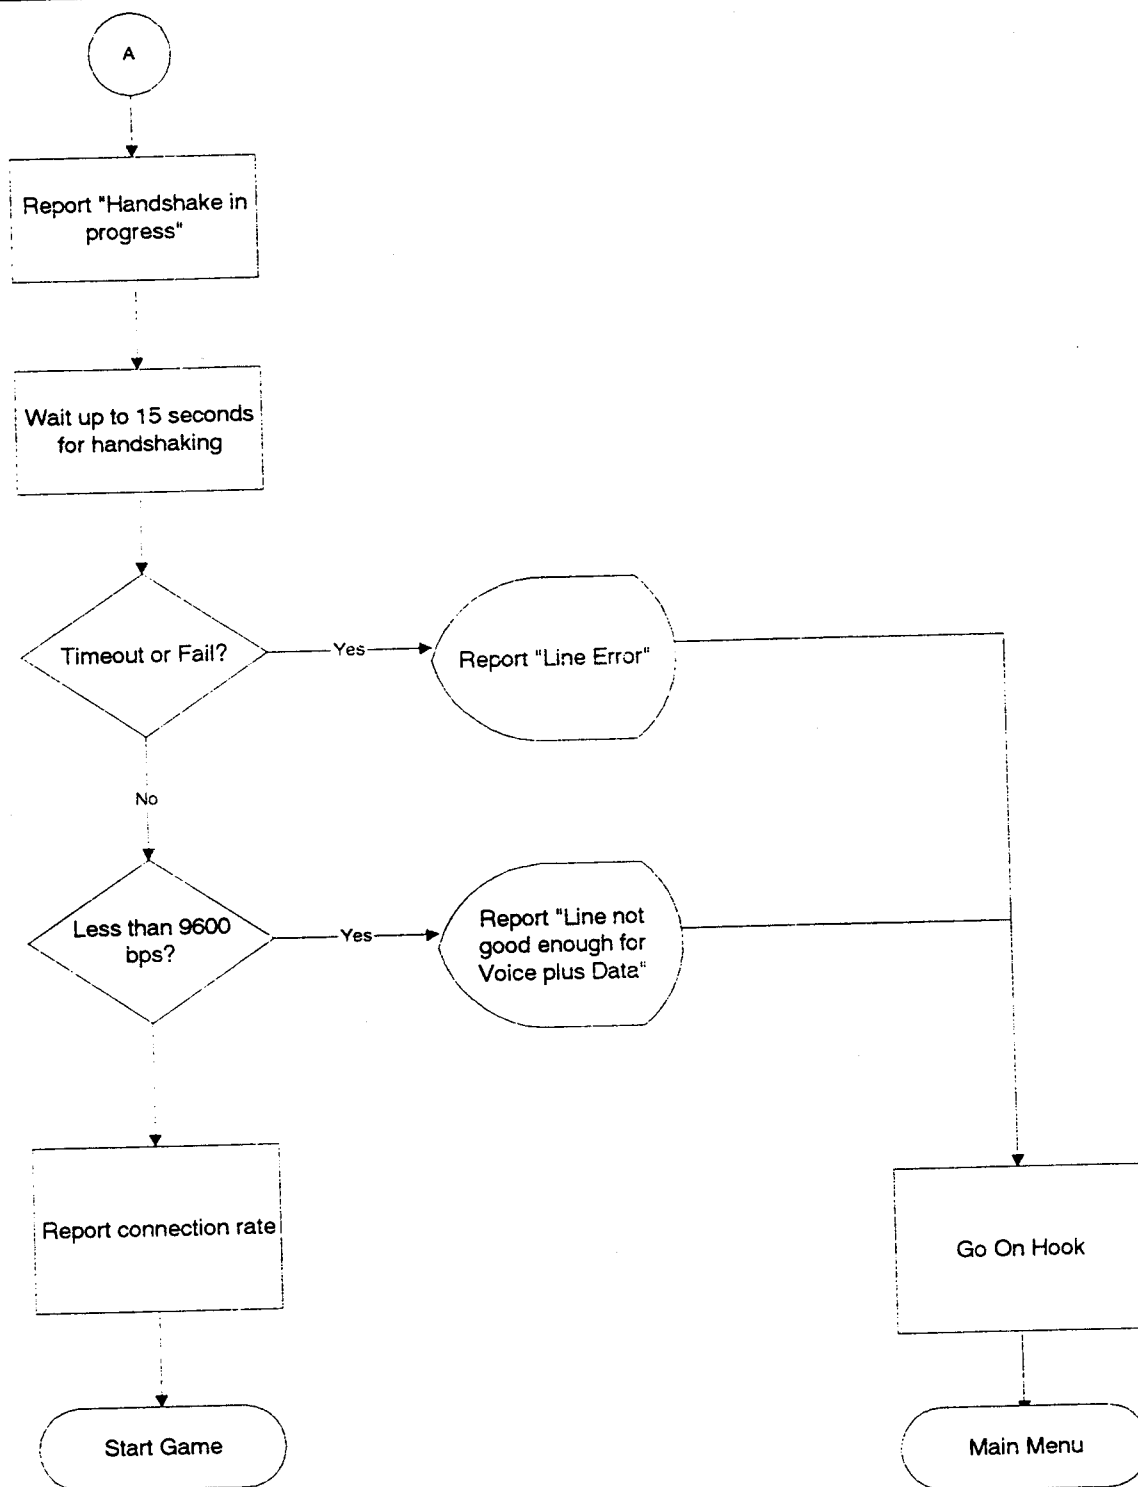 A
Report "Handshake in
progress"
Wait up to 15 seconds
for handshaking
Timeout or Fail?
Yes
Report "Line Error"
No
Less than 9600
bps?
Yes
Report "Line not
good enough for
Voice plus Data"
Report connection rate
Go On Hook
Start Game
Main Menu